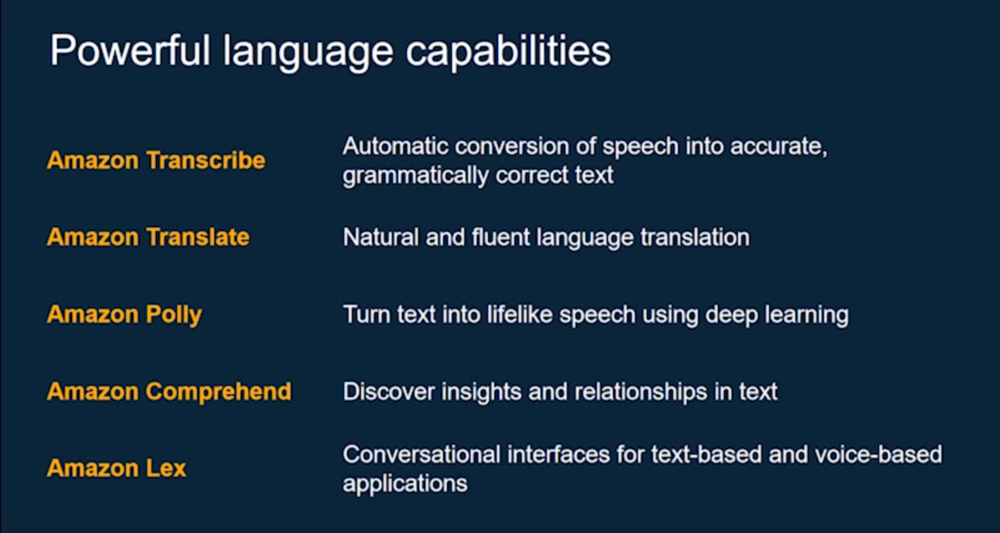 Powerful language capabilities
Amazon Transcribe
Automatic conversion of speech into accurate,
grammatically correct text
Amazon Translate
Natural and fluent language translation
Amazon Polly
Turn text into lifelike speech using deep learning
Amazon Comprehend
Discover insights and relationships in text
Amazon Lex
Conversational interfaces for text-based and voice-based
applications